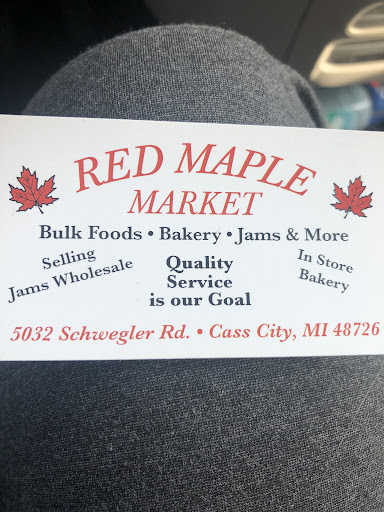 RED MAPLE
MARKET
Bulk Foods • Bakery • Jams & More
Selling
Jams Wholesale
Quality
Service
is our Goal
In Store
Bakery
5032 Schwegler Rd. • Cass City, MI 48726